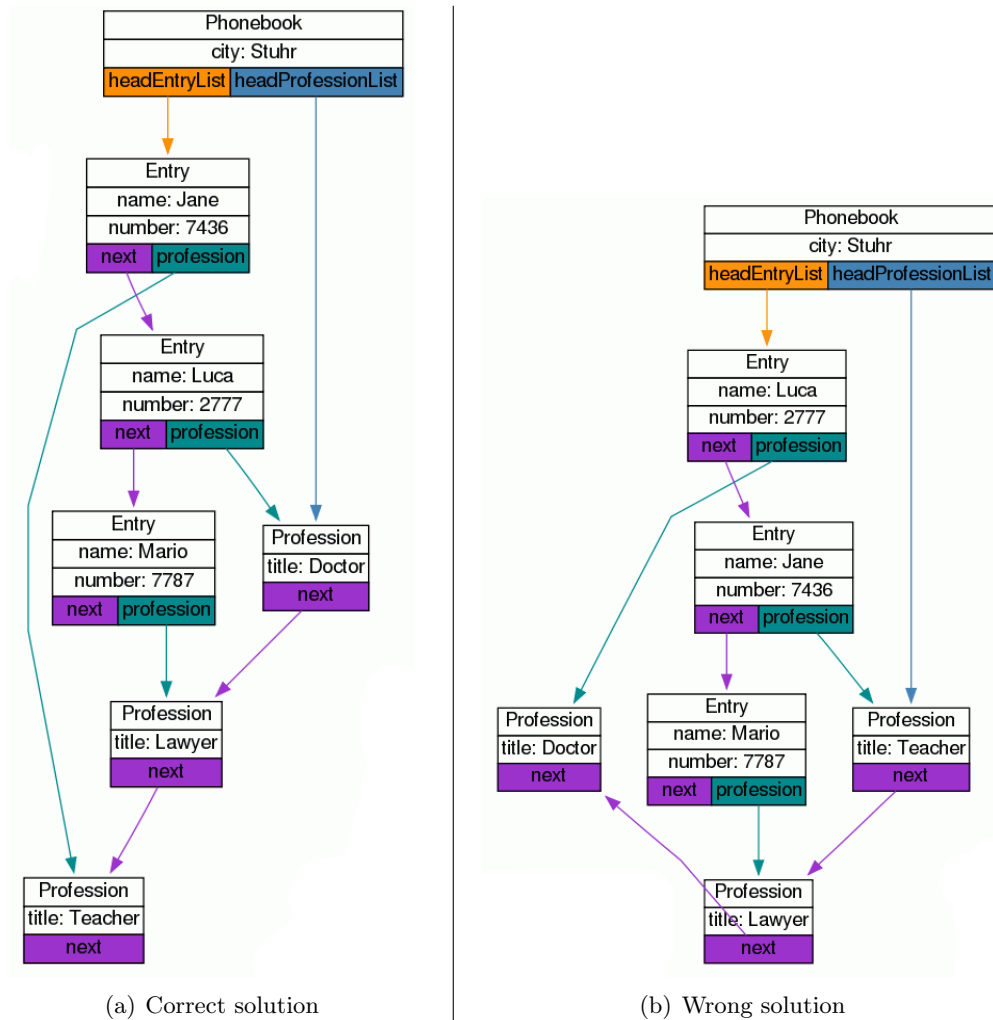 Phonebook
city: Stuhr
headEntryList headProfessionList
Entry
name: Jane
number: 7436
next profession
Entry
name: Luca
number: 2777
next profession
Entry
name: Mario
number: 7787
next profession
Profession
title: Doctor
next
Profession
title: Lawyer
next
Profession
title: Teacher
next
(a) Correct solution
Phonebook
city: Stuhr
headEntryList headProfessionList
Entry
name: Luca
number: 2777
next profession
Entry
name: Jane
number: 7436
next profession
Profession
title: Doctor
next
Entry
name: Mario
number: 7787
next profession
Profession
title: Teacher
next
Profession
title: Lawyer
next
(b) Wrong solution